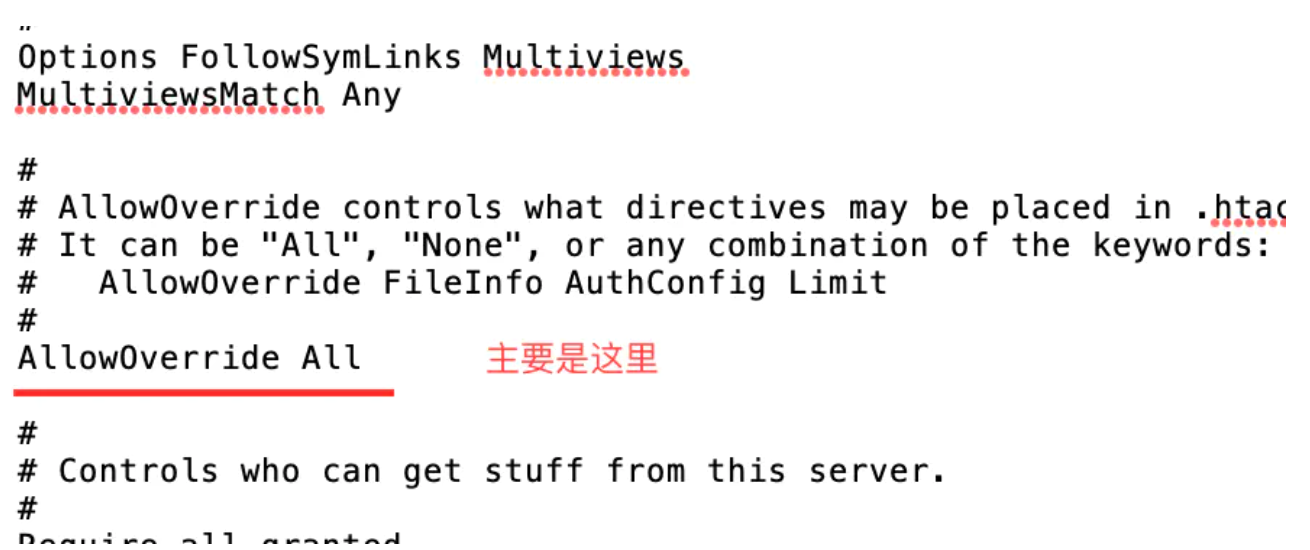 #
Options FollowSymLinks Multiviews
MultiviewsMatch Any
#
# AllowOverride controls what directives may be placed in .htac
# It can be "All", "None", or any combination of the keywords:
#   AllowOverride FileInfo AuthConfig Limit
#
AllowOverride All 主要是这里
#
# Controls who can get stuff from this server.
#
Require all granted